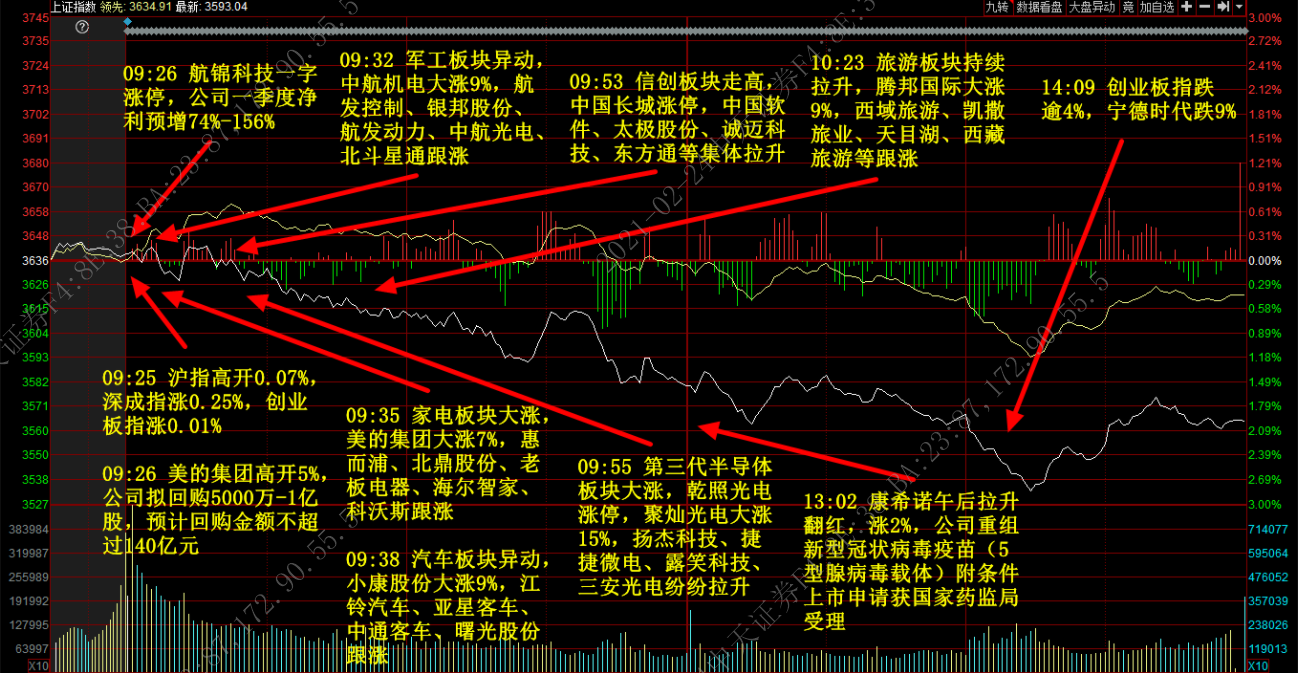 上证指数 领先: 3634.91 最新: 3593.04
九转 数据看盘 大盘异动 竞 加自选
3745
3735
3724
3713
3702
3691
3680
3670
3658
3648
3636
3626
3615
3604
3593
3582
3571
3560
3550
3538
3527
383984
319987
255989
191992
127995
63997
X10
3.00%
2.72%
2.41%
2.12%
1.82%
1.51%
1.21%
0.91%
0.61%
0.31%
0.00%
0.29%
0.58%
0.89%
1.18%
1.49%
1.79%
2.09%
2.39%
2.69%
3.00%
714077
595064
476052
357039
238026
119013
X10
09:26 航锦科技一字
涨停，公司一季度净
利预增74%-156%
09:32 军工板块异动，
中航机电大涨9%，航
发控制、银邦股份、
航发动力、中航光电、
北斗星通跟涨
09:53 信创板块走高，
中国长城涨停，中国软
件、太极股份、诚迈科
技、东方通等集体拉升
10:23 旅游板块持续
拉升，腾邦国际大涨
9%，西域旅游、凯撒
旅业、天目湖、西藏
旅游等跟涨
14:09 创业板指跌
逾4%，宁德时代跌9%
09:25 沪指高开0.07%，
深成指涨0.25%，创业
板指涨0.01%
09:26 美的集团高开5%，
公司拟回购5000万-1亿
股，预计回购金额不超
过140亿元
09:35 家电板块大涨，
美的集团大涨7%，惠
而浦、北鼎股份、老
板电器、海尔智家、
科沃斯跟涨
09:38 汽车板块异动，
小康股份大涨9%，江
铃汽车、亚星客车、
中通客车、曙光股份
跟涨
09:55 第三代半导体
板块大涨，乾照光电
涨停，聚灿光电大涨
15%，扬杰科技、捷
捷微电、露笑科技、
三安光电纷纷拉升
13:02 康希诺午后拉升
翻红，涨2%，公司重组
新型冠状病毒疫苗（5
型腺病毒载体）附条件
上市申请获国家药监局
受理